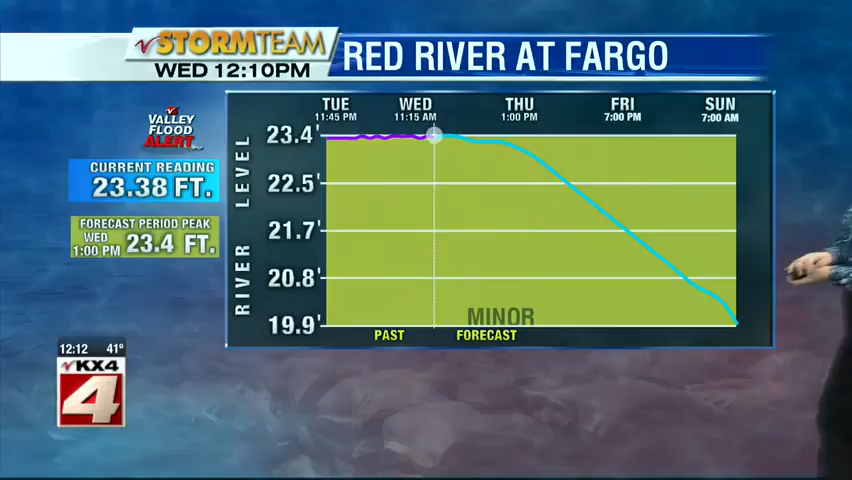 STORMTEAM
WED 12:10PM
RED RIVER AT FARGO
VALLEY
FLOOD
ALERT
CURRENT READING
23.38 FT.
FORECAST PERIOD PEAK
WED
1:00 PM
23.4 FT.
RIVER LEVEL
TUE
11:45 PM
WED
11:15 AM
THU
1:00 PM
FRI
7:00 PM
SUN
7:00 AM
23.4'
22.5'
21.7'
20.8'
19.9'
MINOR
PAST
FORECAST
12:12 41°
KX4
4